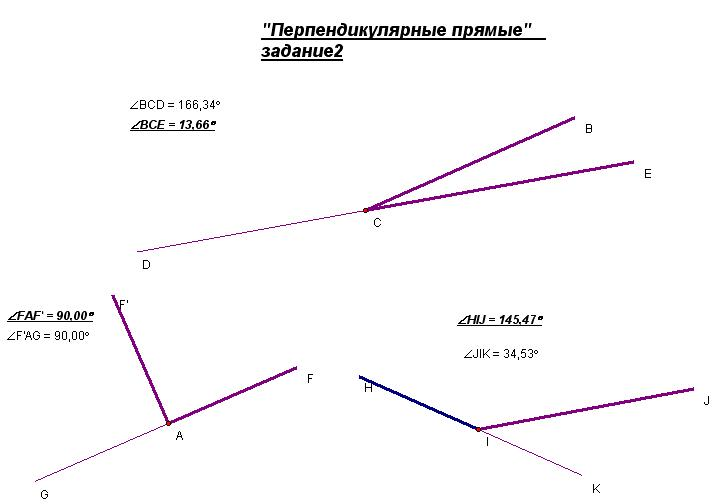 "Перпендикулярные прямые"
задание2
∠BCD = 166,34°
∠BCE = 13,66°
B
E
C
D
F'
∠FAF' = 90,00°
∠F'AG = 90,00°
∠HIJ = 145,47°
∠JIK = 34,53°
F
H
J
A
I
K
G